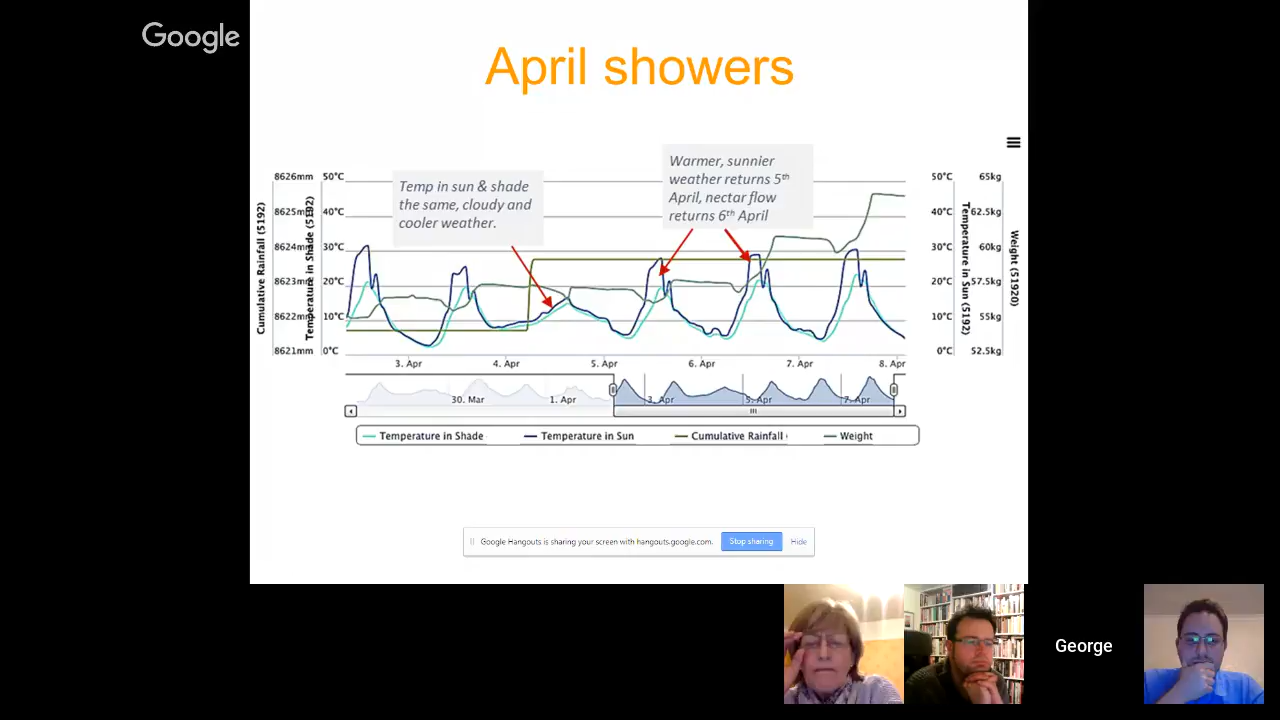 Google
April showers
Warmer, sunnier
weather returns 5th
April, nectar flow
returns 6th April
Temp in sun & shade
the same, cloudy and
cooler weather.
8626mm 50°C 50°C 65kg
8625mm 40°C 40°C 62.5kg
8624mm 30°C 30°C 60kg
8623mm 20°C 20°C 57.5kg
8622mm 10°C 10°C 55kg
8621mm 0°C 0°C 52.5kg
Cumulative Rainfall (5192)
Temperature in Shade (5192)
Temperature in Sun (5192)
Weight (51920)
3. Apr 4. Apr 5. Apr 6. Apr 7. Apr 8. Apr
30. Mar 1. Apr 3. Apr 5. Apr 7. Apr
Temperature in Shade Temperature in Sun Cumulative Rainfall Weight
Google Hangouts is sharing your screen with hangouts.google.com. Stop sharing Hide
George